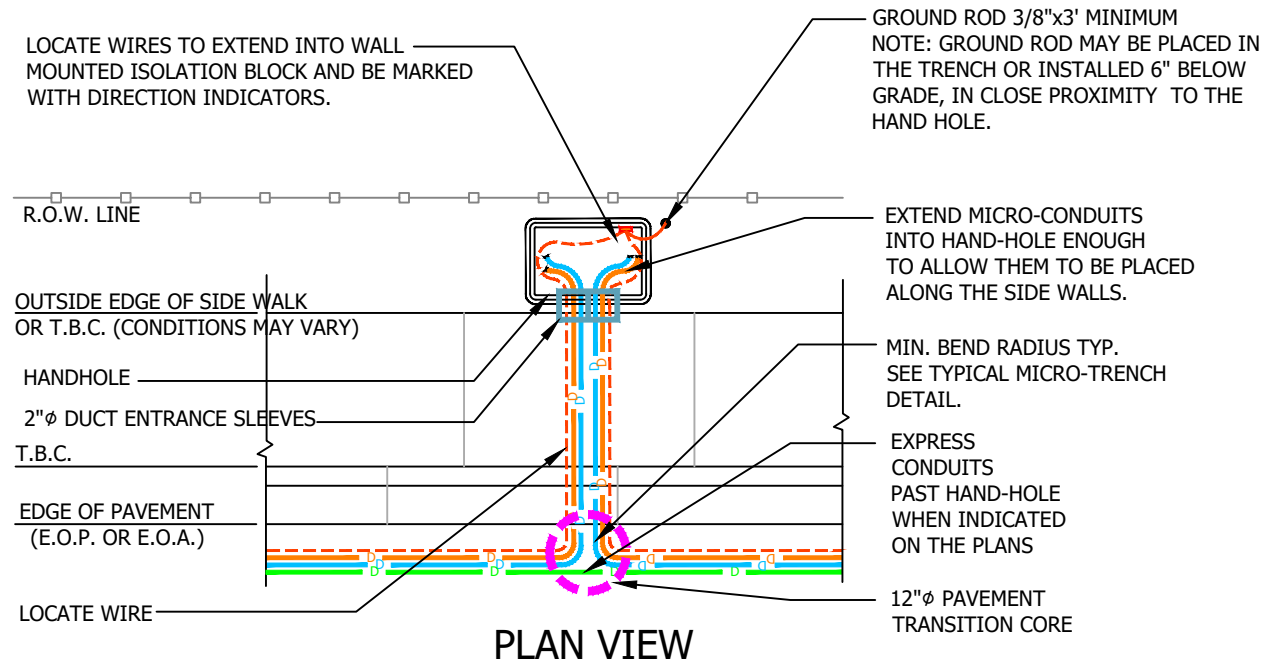 LOCATE WIRES TO EXTEND INTO WALL
MOUNTED ISOLATION BLOCK AND BE MARKED
WITH DIRECTION INDICATORS.
GROUND ROD 3/8"x3' MINIMUM
NOTE: GROUND ROD MAY BE PLACED IN
THE TRENCH OR INSTALLED 6" BELOW
GRADE, IN CLOSE PROXIMITY TO THE
HAND HOLE.
R.O.W. LINE
EXTEND MICRO-CONDUITS
INTO HAND-HOLE ENOUGH
TO ALLOW THEM TO BE PLACED
ALONG THE SIDE WALLS.
OUTSIDE EDGE OF SIDE WALK
OR T.B.C. (CONDITIONS MAY VARY)
HANDHOLE
2"⌀ DUCT ENTRANCE SLEEVES
T.B.C.
EDGE OF PAVEMENT
(E.O.P. OR E.O.A.)
LOCATE WIRE
MIN. BEND RADIUS TYP.
SEE TYPICAL MICRO-TRENCH
DETAIL.
EXPRESS
CONDUITS
PAST HAND-HOLE
WHEN INDICATED
ON THE PLANS
12"⌀ PAVEMENT
TRANSITION CORE
D D
D D
D D
D D
D D D D D D
D D D D
D D D D
PLAN VIEW